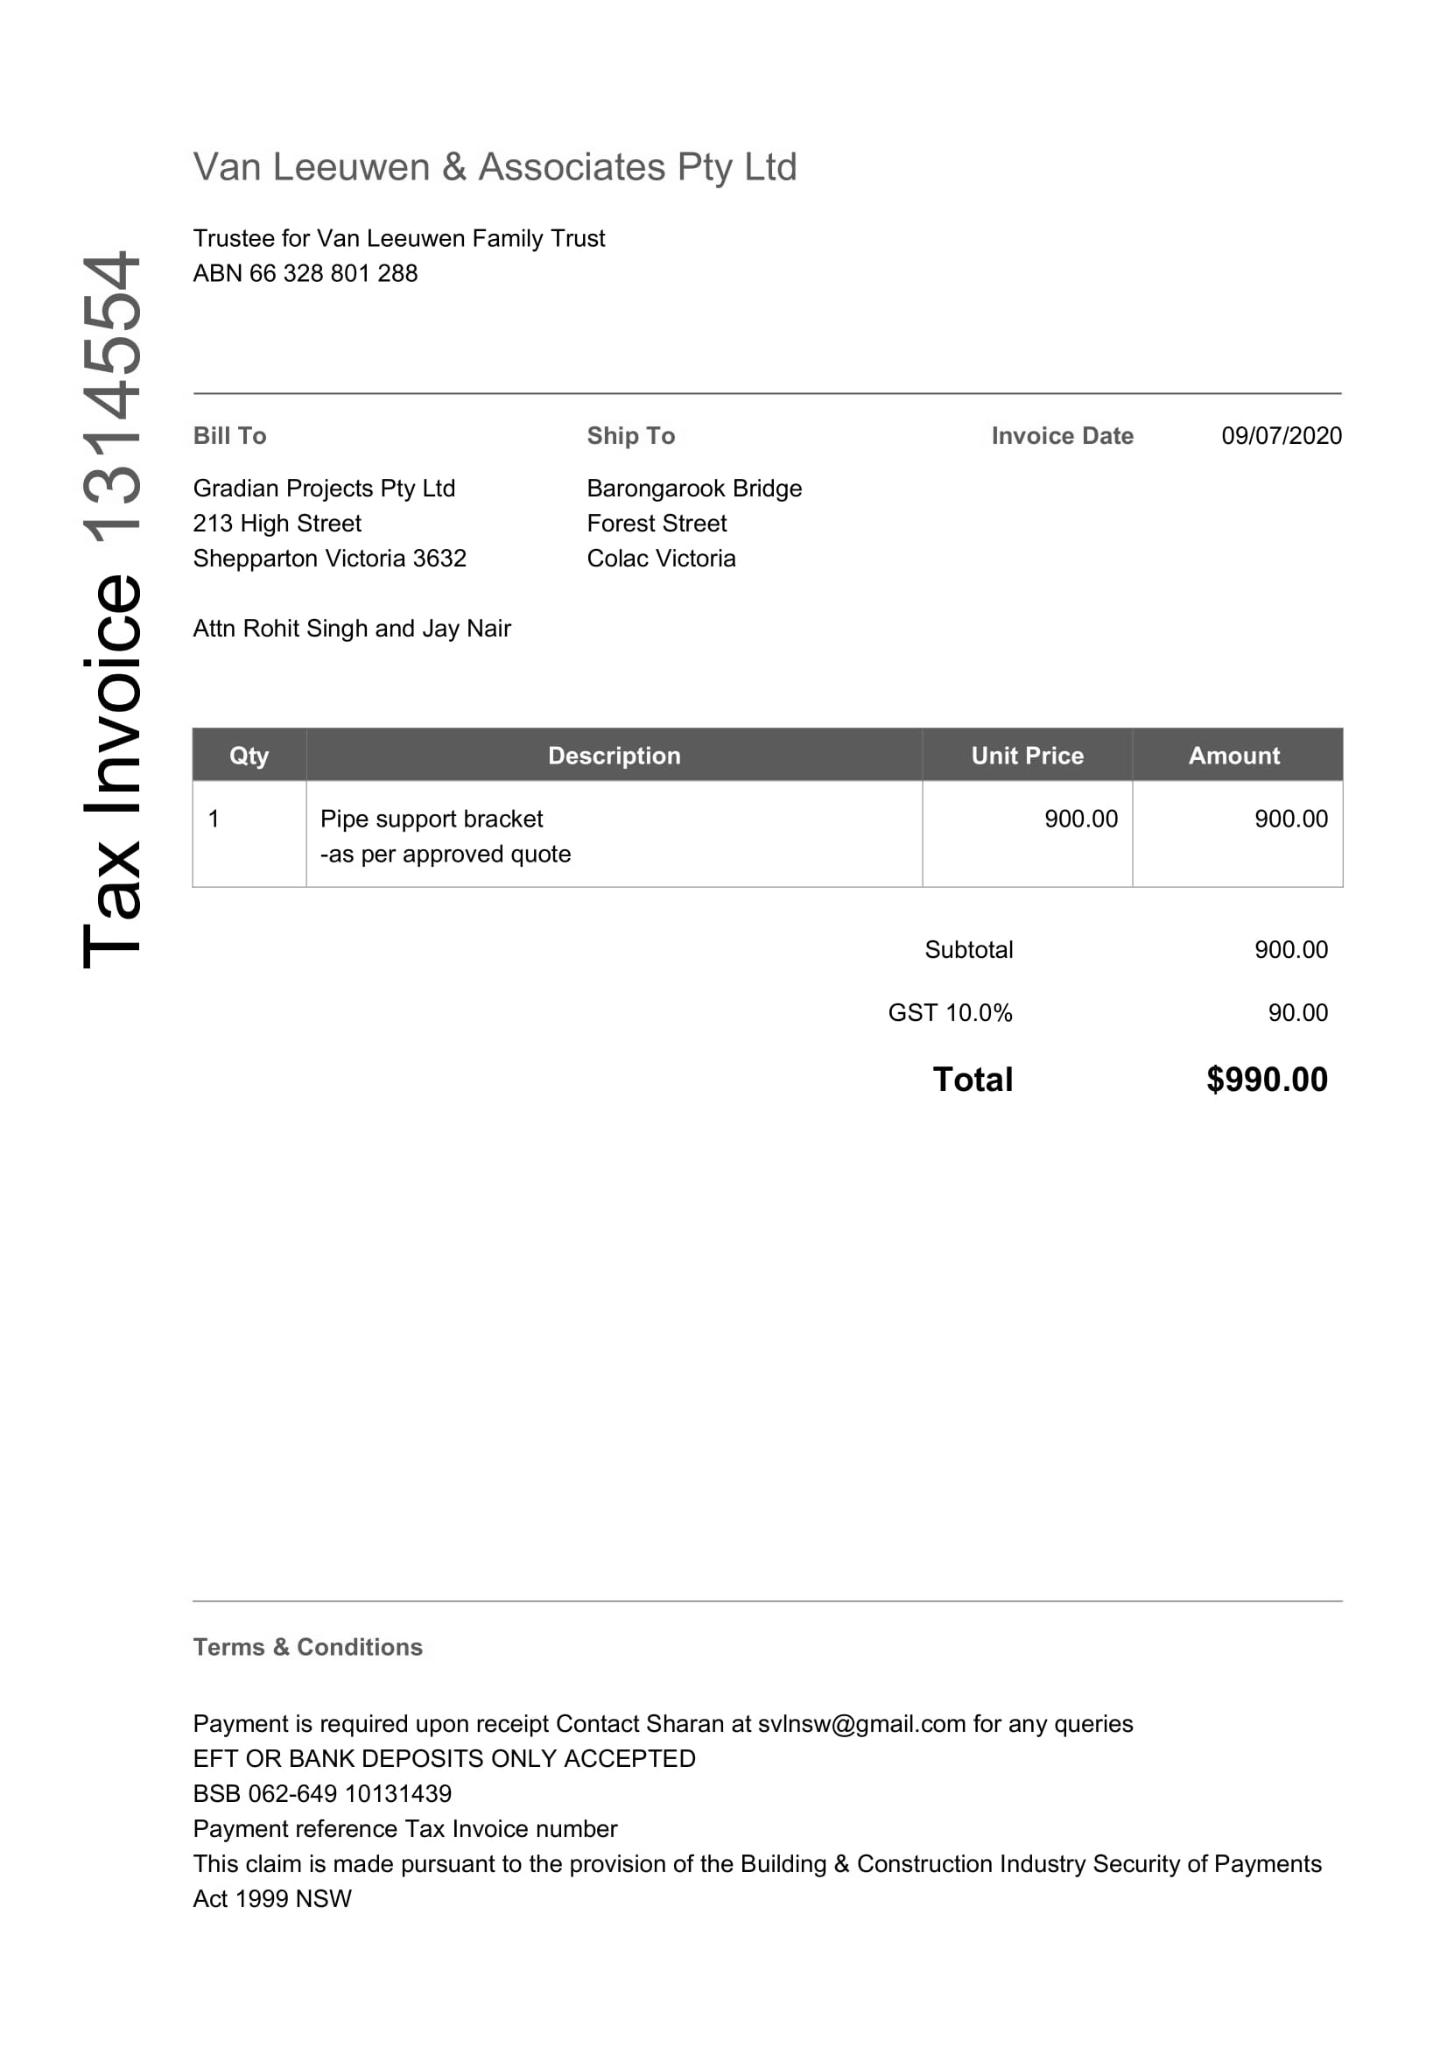 Van Leeuwen & Associates Pty Ltd
Trustee for Van Leeuwen Family Trust
ABN 66 328 801 288
Tax Invoice 1314554
Bill To
Gradian Projects Pty Ltd
213 High Street
Shepparton Victoria 3632
Attn Rohit Singh and Jay Nair
Ship To
Barongarook Bridge
Forest Street
Colac Victoria
Invoice Date 09/07/2020
Qty Description Unit Price Amount
1 Pipe support bracket 900.00 900.00
-as per approved quote
Subtotal 900.00
GST 10.0% 90.00
Total $990.00
Terms & Conditions
Payment is required upon receipt Contact Sharan at svlnsw@gmail.com for any queries
EFT OR BANK DEPOSITS ONLY ACCEPTED
BSB 062-649 10131439
Payment reference Tax Invoice number
This claim is made pursuant to the provision of the Building & Construction Industry Security of Payments
Act 1999 NSW